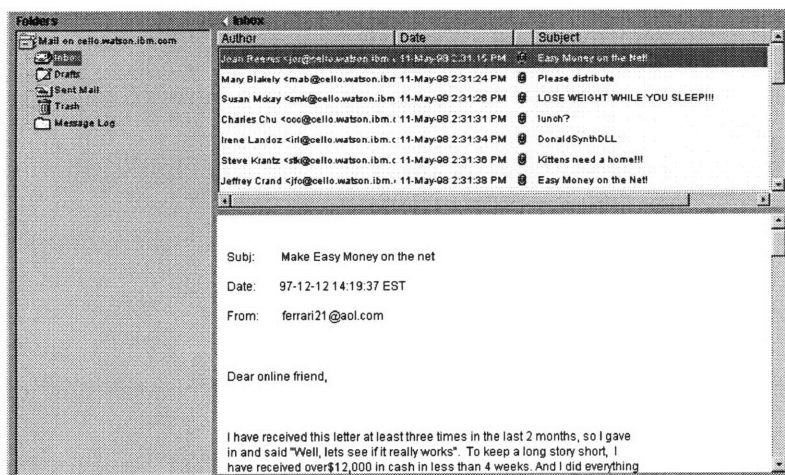 Folders
Mail on cello.watson.ibm.com
Inbox
Drafts
Sent Mail
Trash
Message Log
Inbox
Author Date Subject
Jean Reeres <jor@cello.watson.ibm. 11-May-98 2:31:15 PM Easy Money on the Net!
Mary Blakely <mab@cello.watson.ibm 11-May-98 2:31:24 PM Please distribute
Susan Mckay <smk@cello.watson.ibm 11-May-98 2:31:26 PM LOSE WEIGHT WHILE YOU SLEEP!!!
Charles Chu <ccc@cello.watson.ibm.c 11-May-98 2:31:31 PM lunch?
Irene Landoz <irl@cello.watson.ibm.c 11-May-98 2:31:34 PM DonaldSynthDLL
Steve Krantz <stk@cello.watson.ibm.c 11-May-98 2:31:36 PM Kittens need a home!!!
Jeffrey Crand <jfc@cello.watson.ibm. 11-May-98 2:31:38 PM Easy Money on the Net!
Subj: Make Easy Money on the net
Date: 97-12-12 14:19:37 EST
From: ferrari21@aol.com
Dear online friend,
I have received this letter at least three times in the last 2 months, so I gave
in and said "Well, lets see if it really works". To keep a long story short, I
have received over$12,000 in cash in less than 4 weeks. And I did everything